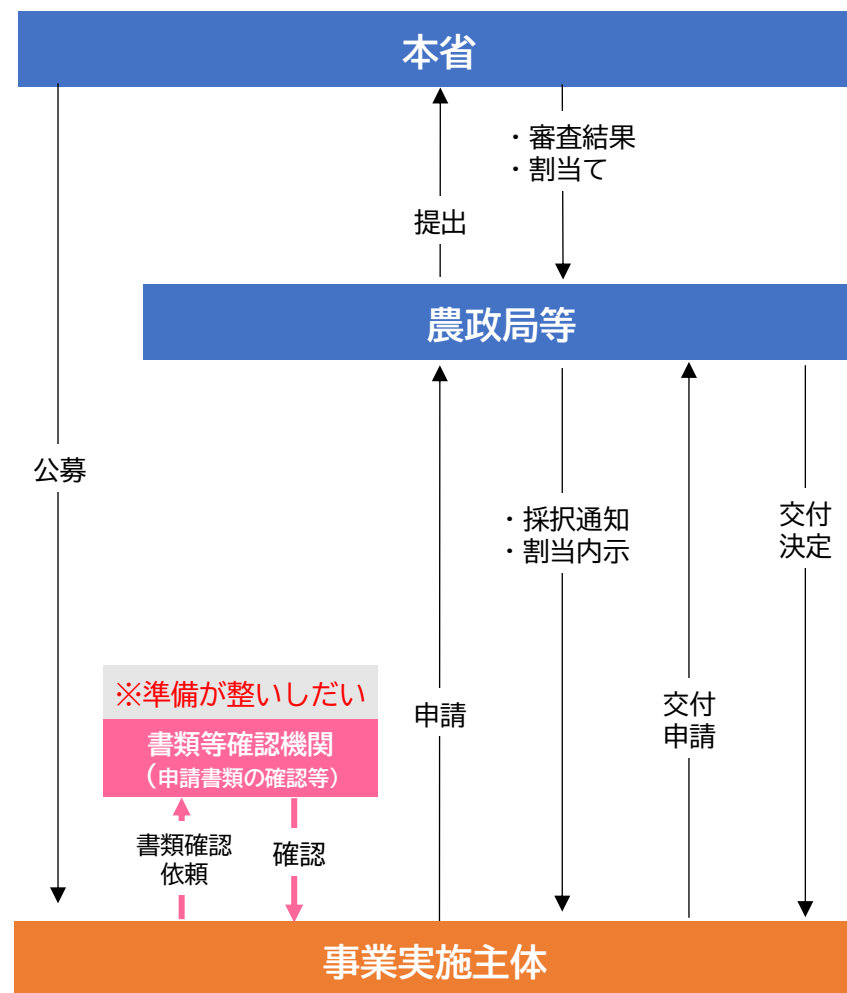 本省
・審査結果
・割当て
提出
農政局等
公募
・採択通知
・割当内示
交付
決定
※準備が整いしだい
書類等確認機関
（申請書類の確認等）
申請
交付
申請
書類確認
依頼
確認
事業実施主体